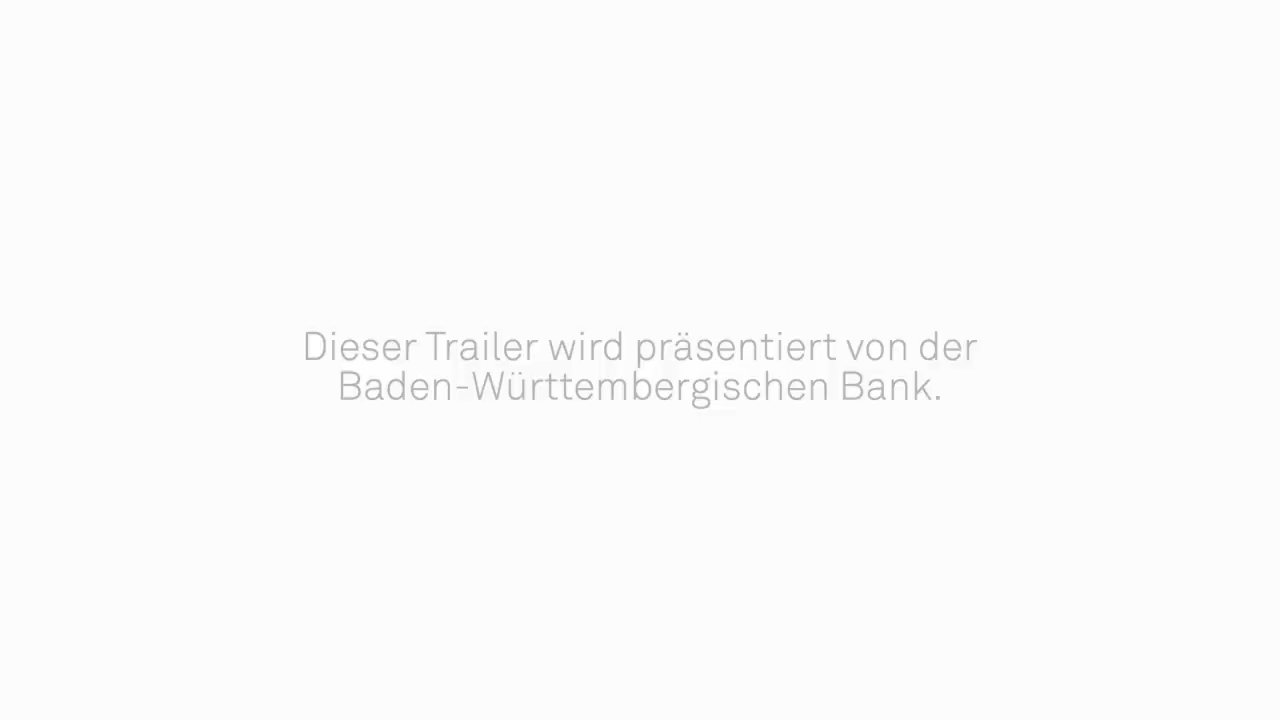 Dieser Trailer wird präsentiert von der
Baden-Württembergischen Bank.